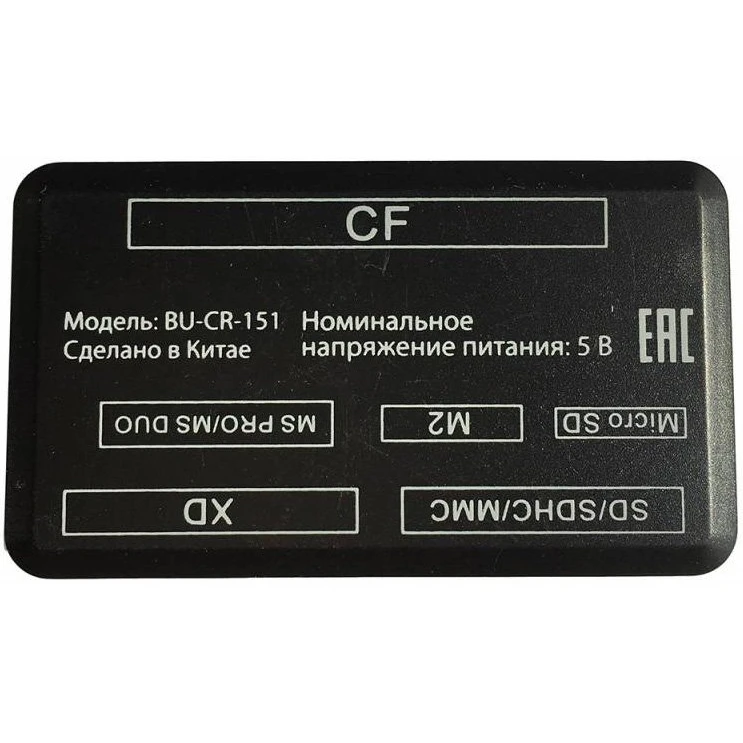 CF
Модель: BU-CR-151
Сделано в Китае
Номинальное
напряжение питания: 5 В
EAC
MS PRO/MS DUO
M2
Micro SD
XD
SD/SDHC/MMC